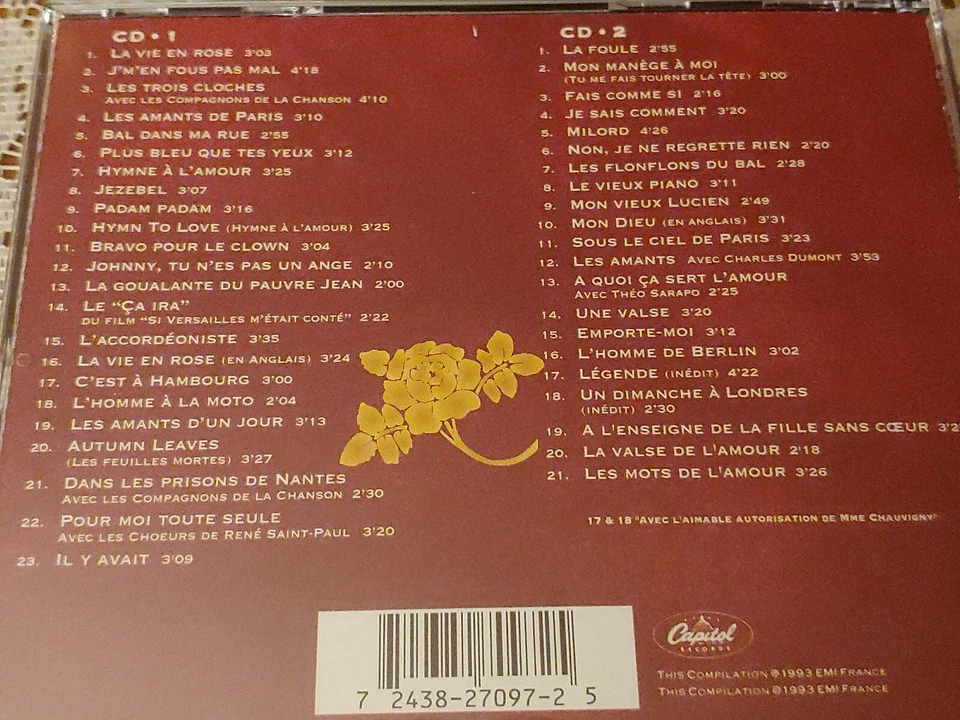 CD • 1
1. LA VIE EN ROSE 3'03
2. J'M'EN FOUS PAS MAL 4'18
3. LES TROIS CLOCHES
AVEC LES COMPAGNONS DE LA CHANSON 4'10
4. LES AMANTS DE PARIS 3'10
5. BAL DANS MA RUE 2'55
6. PLUS BLEU QUE TES YEUX 3'12
7. HYMNE À L'AMOUR 3'25
8. JEZEBEL 3'07
9. PADAM PADAM 3'16
10. HYMN TO LOVE (HYMNE À L'AMOUR) 3'25
11. BRAVO POUR LE CLOWN 3'04
12. JOHNNY, TU N'ES PAS UN ANGE 2'10
13. LA GOUALANTE DU PAUVRE JEAN 2'00
14. LE "ÇA IRA"
DU FILM "SI VERSAILLES M'ÉTAIT CONTÉ" 2'22
15. L'ACCORDÉONISTE 3'35
16. LA VIE EN ROSE (EN ANGLAIS) 3'24
17. C'EST À HAMBOURG 3'00
18. L'HOMME À LA MOTO 2'04
19. LES AMANTS D'UN JOUR 3'13
20. AUTUMN LEAVES
(LES FEUILLES MORTES) 3'27
21. DANS LES PRISONS DE NANTES
AVEC LES COMPAGNONS DE LA CHANSON 2'30
22. POUR MOI TOUTE SEULE
AVEC LES CHOEURS DE RENÉ SAINT-PAUL 3'20
23. IL Y AVAIT 3'09
CD • 2
1. LA FOULE 2'55
2. MON MANÈGE À MOI
(TU ME FAIS TOURNER LA TÊTE) 3'00
3. FAIS COMME SI 2'16
4. JE SAIS COMMENT 3'20
5. MILORD 4'26
6. NON, JE NE REGRETTE RIEN 2'20
7. LES FLONFLONS DU BAL 2'28
8. LE VIEUX PIANO 3'11
9. MON VIEUX LUCIEN 2'49
10. MON DIEU (EN ANGLAIS) 3'31
11. SOUS LE CIEL DE PARIS 3'23
12. LES AMANTS AVEC CHARLES DUMONT 3'53
13. A QUOI ÇA SERT L'AMOUR
AVEC THÉO SARAPO 2'25
14. UNE VALSE 3'20
15. EMPORTE-MOI 3'12
16. L'HOMME DE BERLIN 3'02
17. LÉGENDE (INÉDIT) 4'22
18. UN DIMANCHE À LONDRES
(INÉDIT) 2'30
19. A L'ENSEIGNE DE LA FILLE SANS CŒUR
20. LA VALSE DE L'AMOUR 2'18
21. LES MOTS DE L'AMOUR 3'26
17 & 18 "AVEC L'AIMABLE AUTORISATION DE MME CHAUVIGNY"
7 2438-27097-2 5
Capitol
RECORDS
THIS COMPILATION ℗ 1993 EMI FRANCE
THIS COMPILATION © 1993 EMI FRANCE